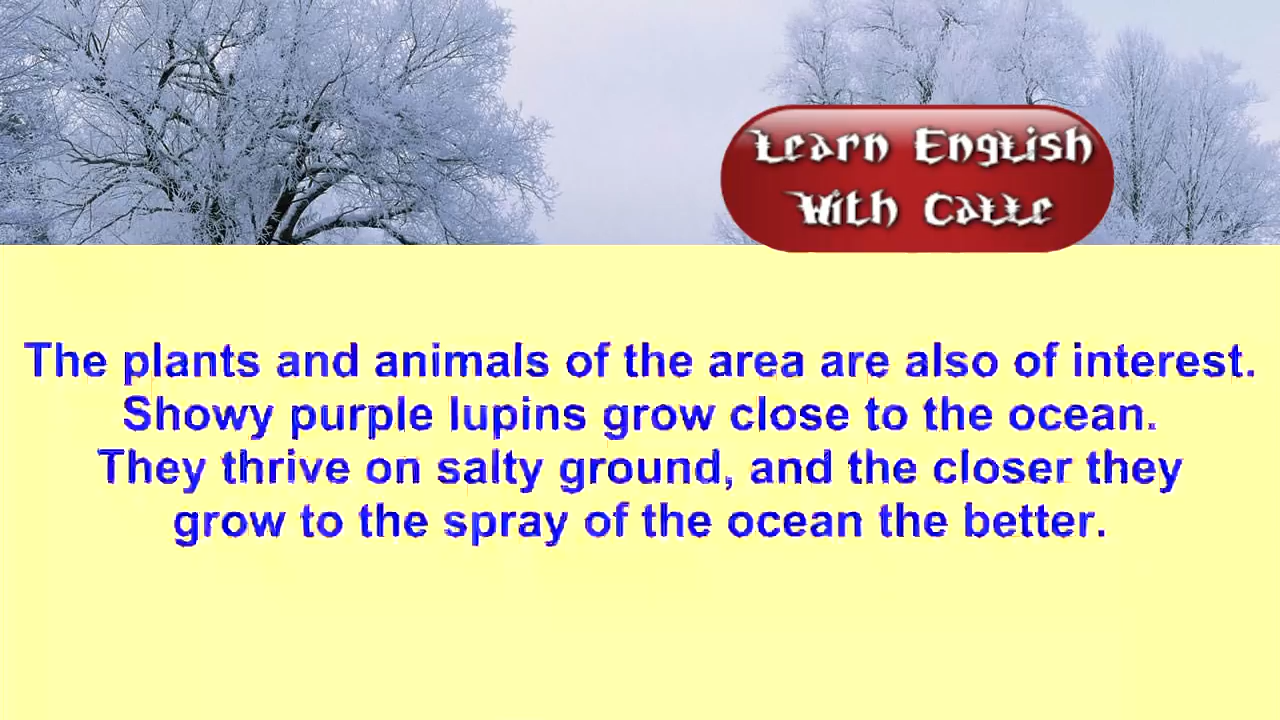 Learn English
With Catte
The plants and animals of the area are also of interest.
Showy purple lupins grow close to the ocean.
They thrive on salty ground, and the closer they
grow to the spray of the ocean the better.